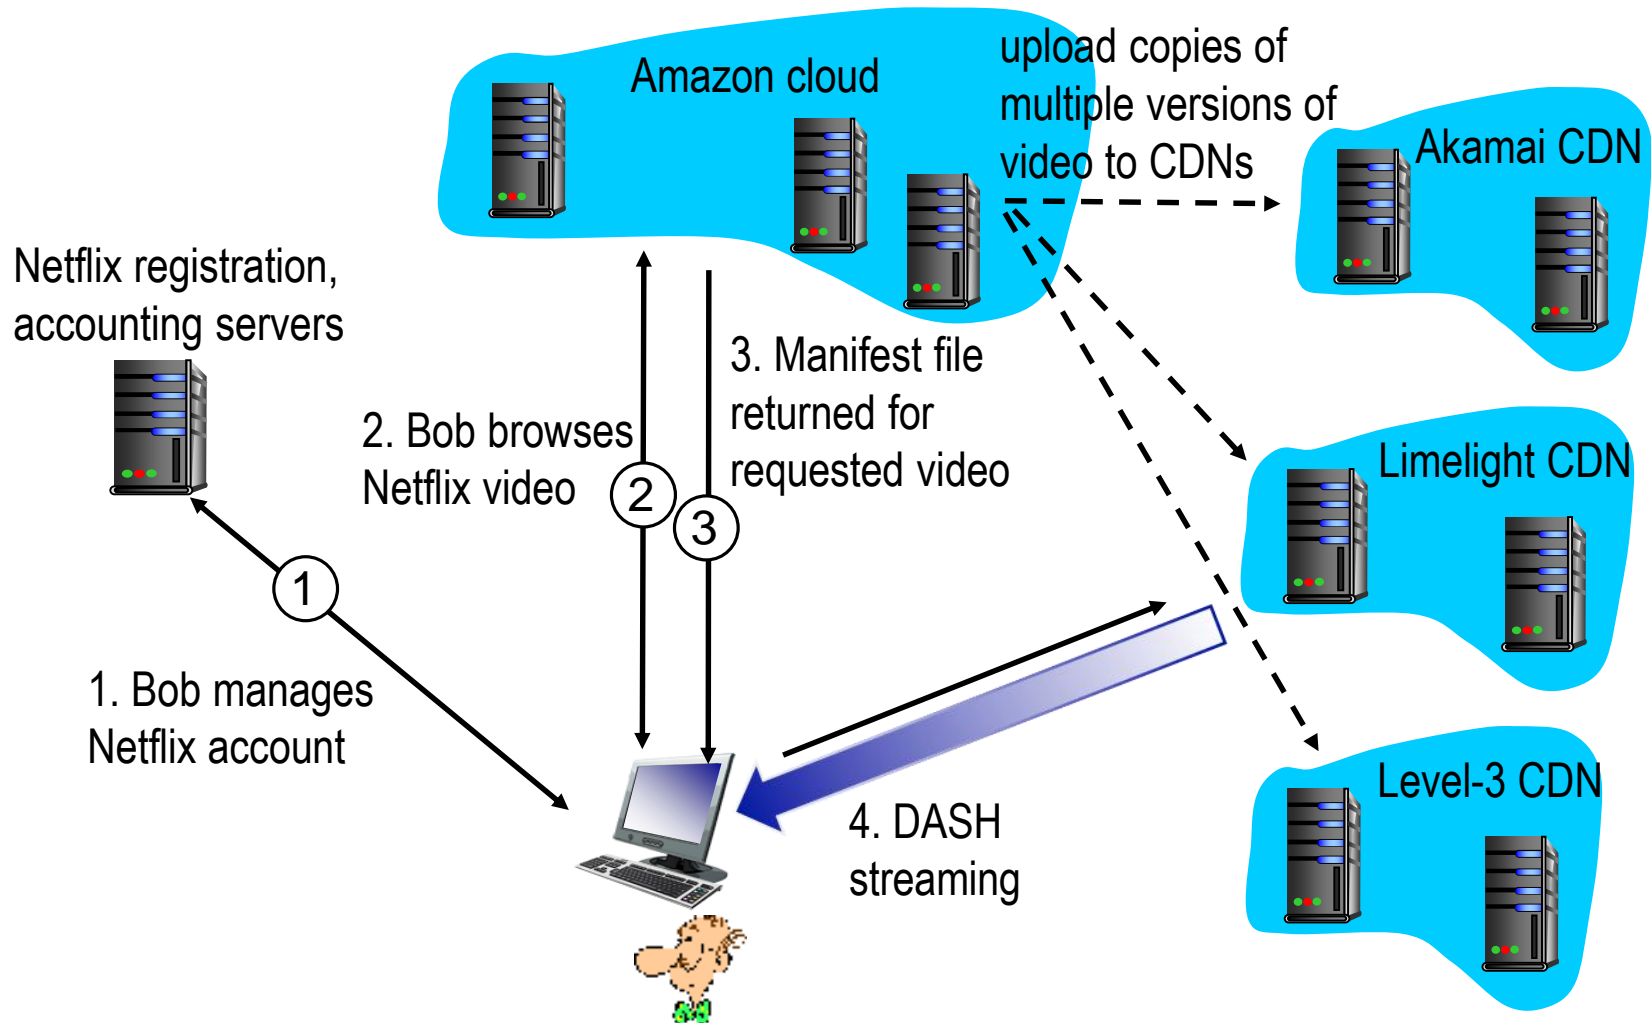 Amazon cloud
upload copies of
multiple versions of
video to CDNs
Akamai CDN
Netflix registration,
accounting servers
3. Manifest file
returned for
requested video
2. Bob browses
Netflix video
2
3
Limelight CDN
1
1. Bob manages
Netflix account
4. DASH
streaming
Level-3 CDN